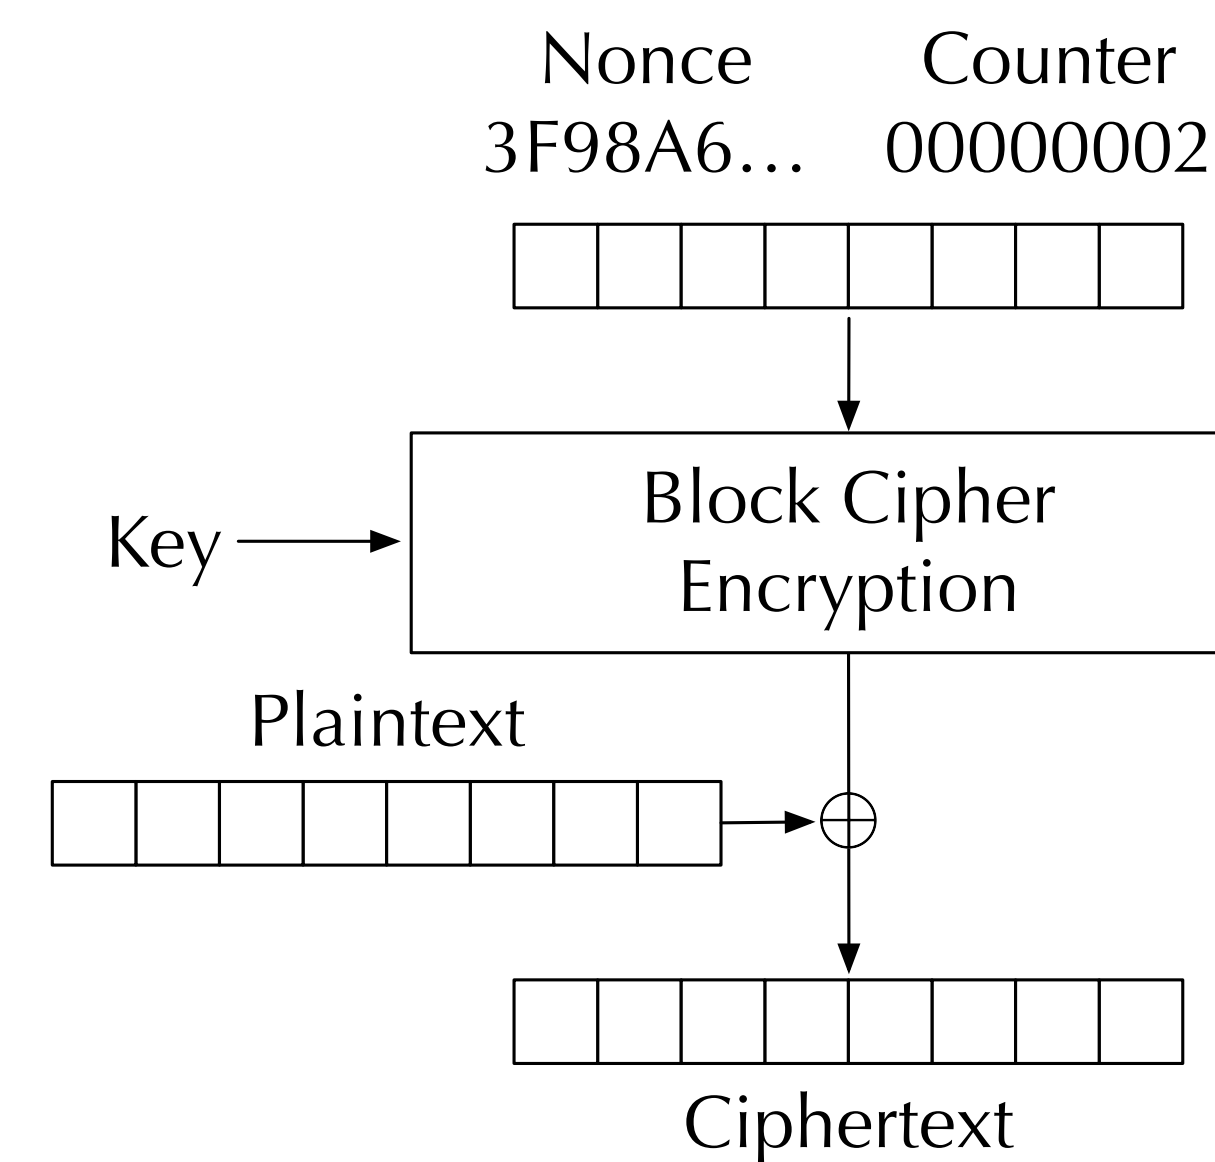 Nonce Counter
3F98A6… 00000002
Block Cipher
Encryption
Key
Plaintext
Ciphertext